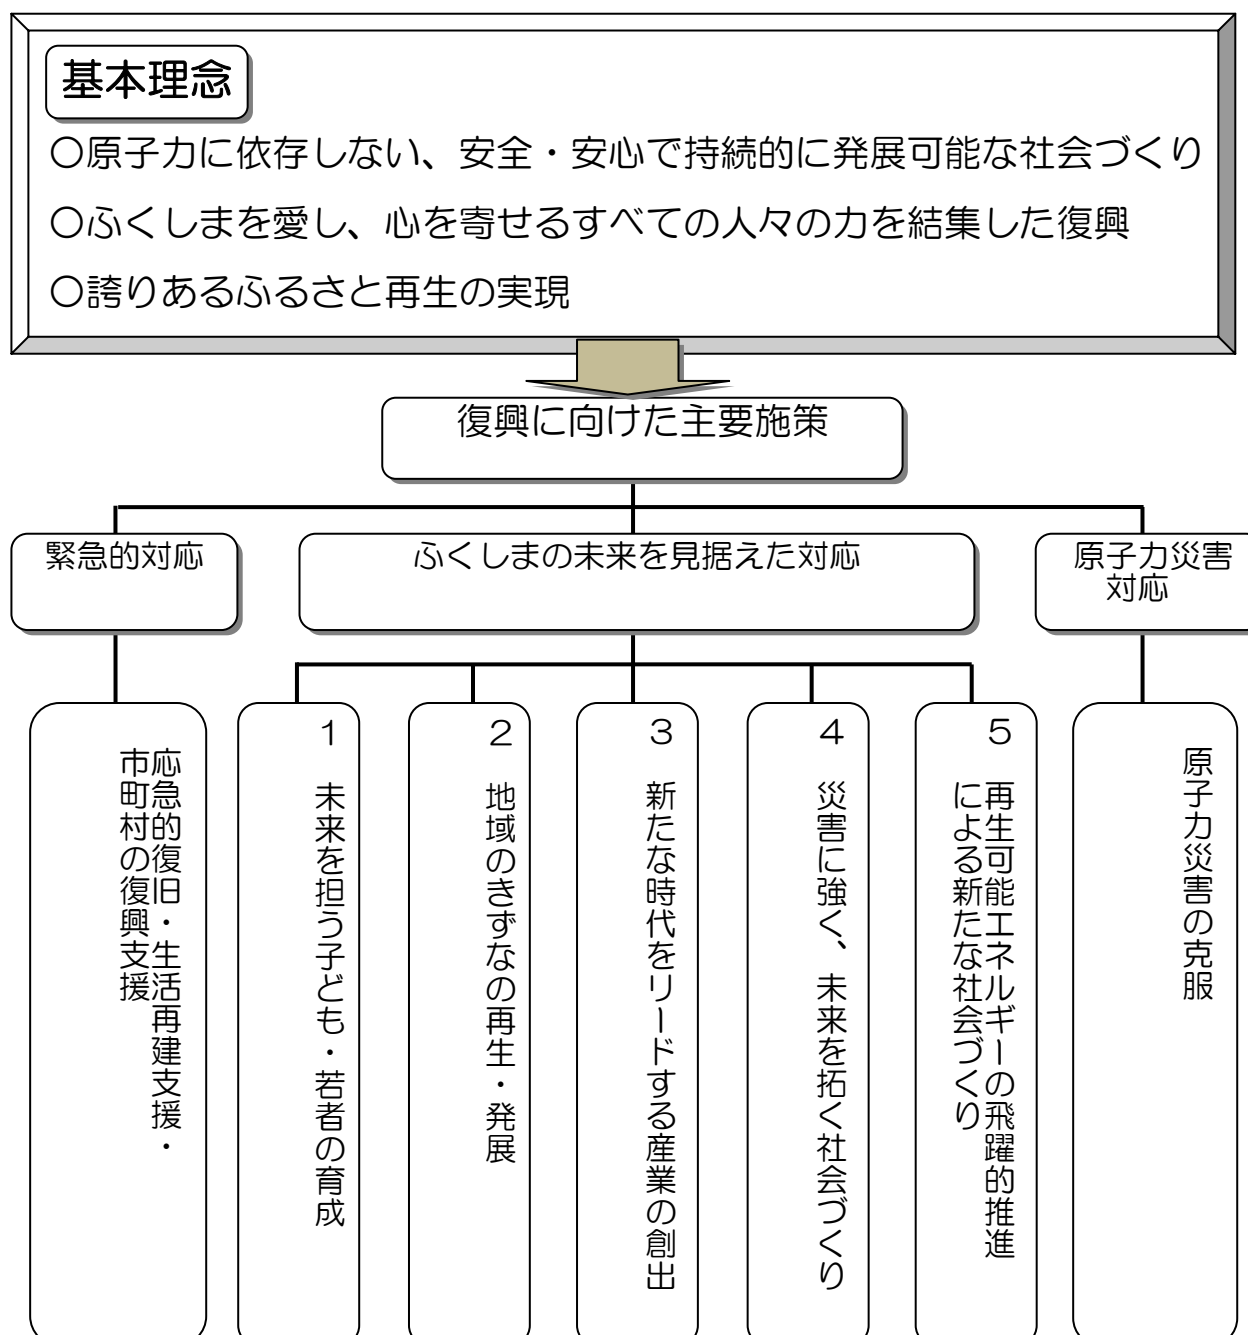 基本理念
○原子力に依存しない、安全・安心で持続的に発展可能な社会づくり
○ふくしまを愛し、心を寄せるすべての人々の力を結集した復興
○誇りあるふるさと再生の実現
復興に向けた主要施策
緊急的対応
ふくしまの未来を見据えた対応
原子力災害
対応
応急的復旧・生活再建支援・
市町村の復興支援
1 未来を担う子ども・若者の育成
2 地域のきずなの再生・発展
3 新たな時代をリードする産業の創出
4 災害に強く、未来を拓く社会づくり
5 再生可能エネルギーの飛躍的推進
による新たな社会づくり
原子力災害の克服